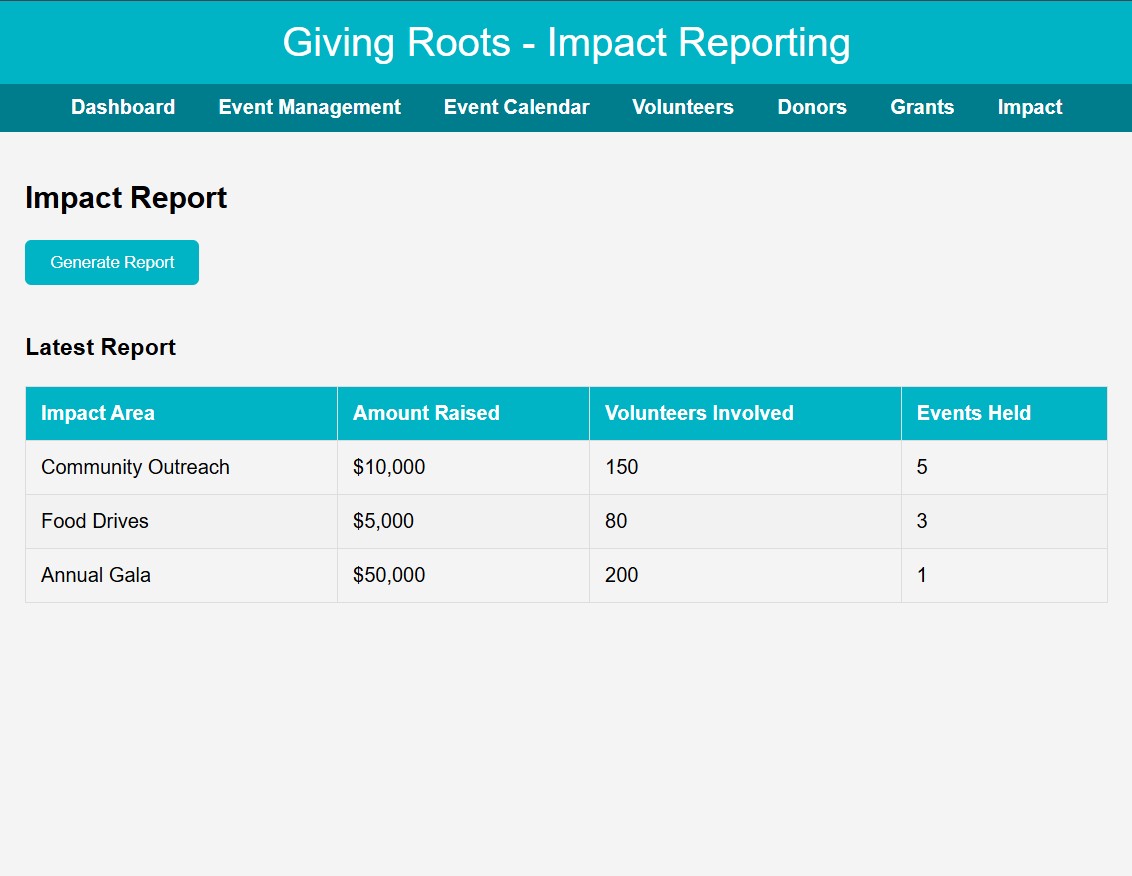 Giving Roots - Impact Reporting
Dashboard Event Management Event Calendar Volunteers Donors Grants Impact
Impact Report
Generate Report
Latest Report
Impact Area Amount Raised Volunteers Involved Events Held
Community Outreach $10,000 150 5
Food Drives $5,000 80 3
Annual Gala $50,000 200 1